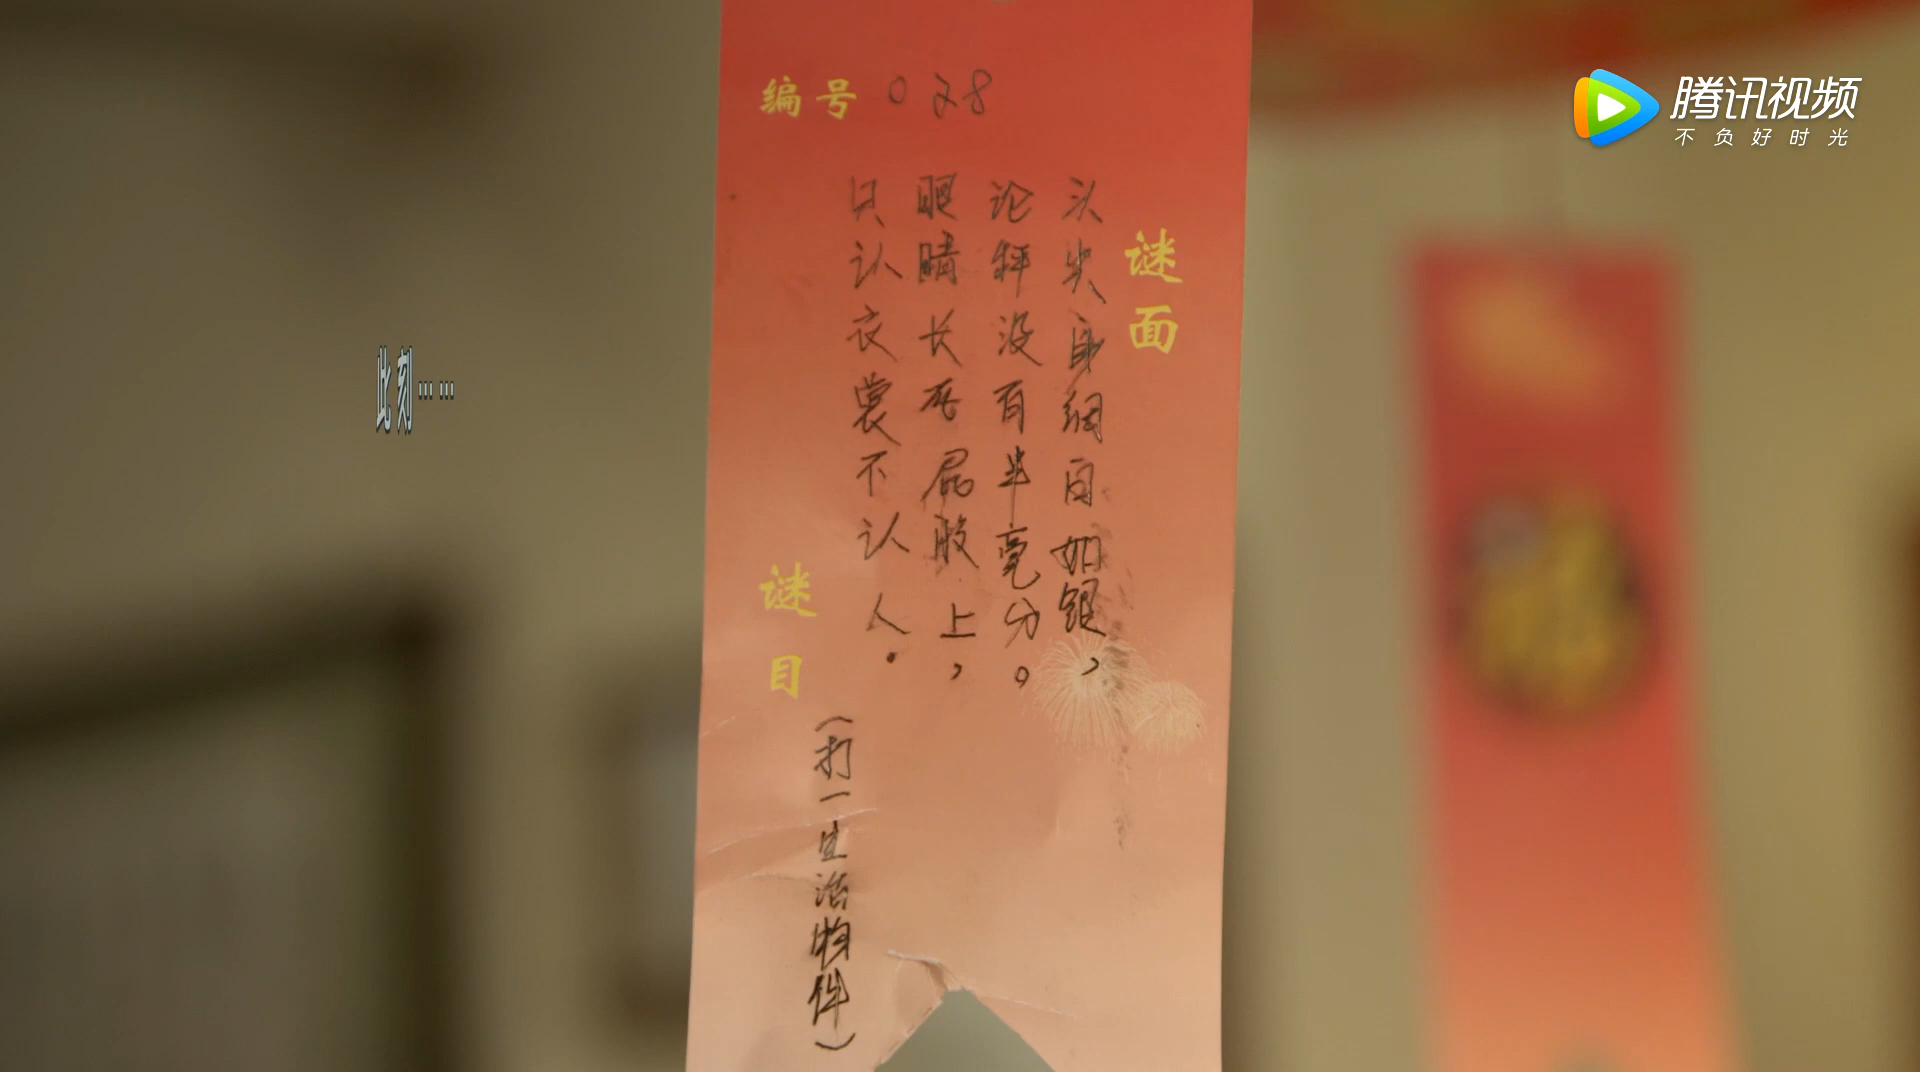 编号 028
谜面
头尖身细白如银，
论秤没有半毫分。
眼睛长在屁股上，
只认衣裳不认人.
谜目
（打一生活物件）
此刻……
腾讯视频
不负好时光